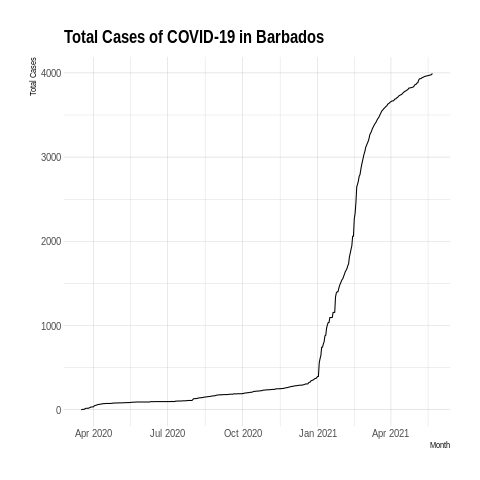 Total Cases of COVID-19 in Barbados
Total Cases
4000
3000
2000
1000
0
Apr 2020 Jul 2020 Oct 2020 Jan 2021 Apr 2021
Month